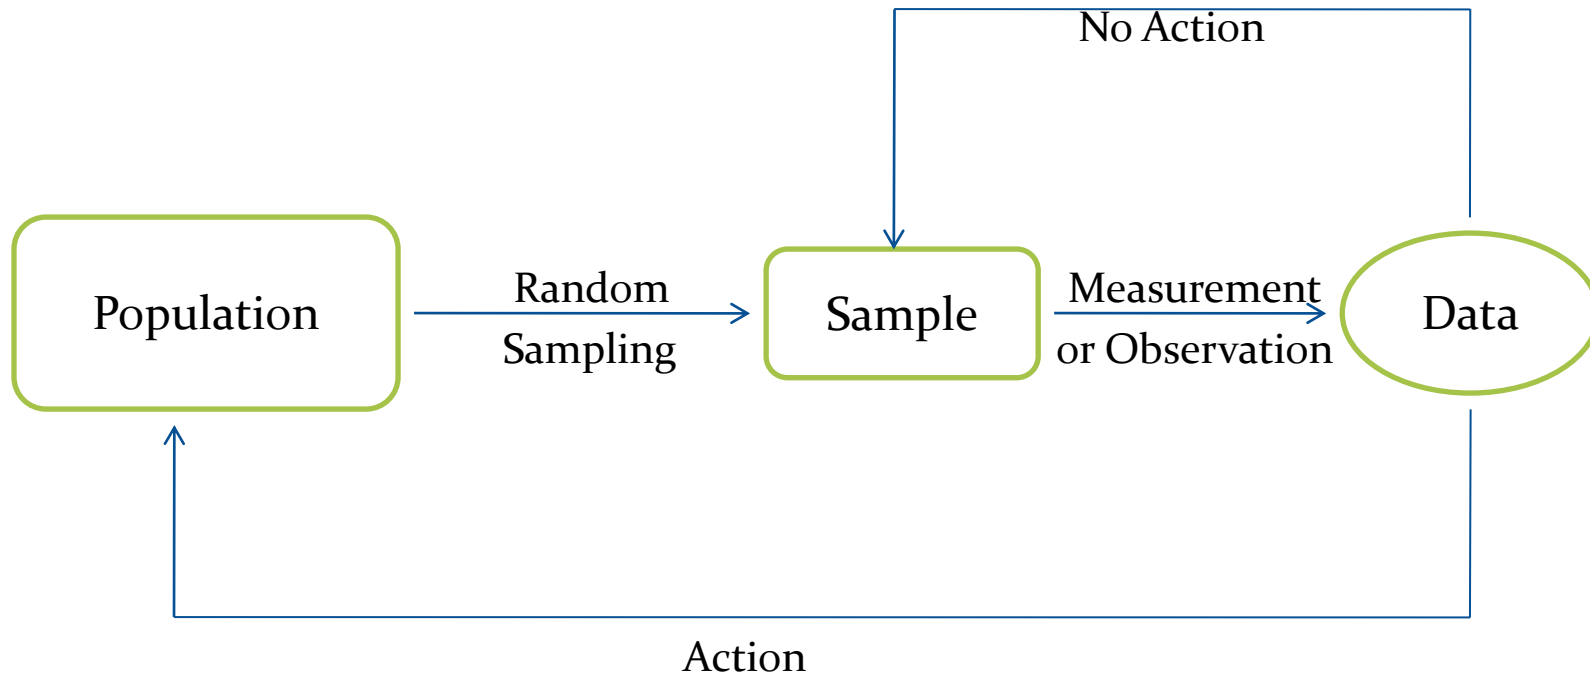 No Action
Population
Random
Sampling
Sample
Measurement
or Observation
Data
Action